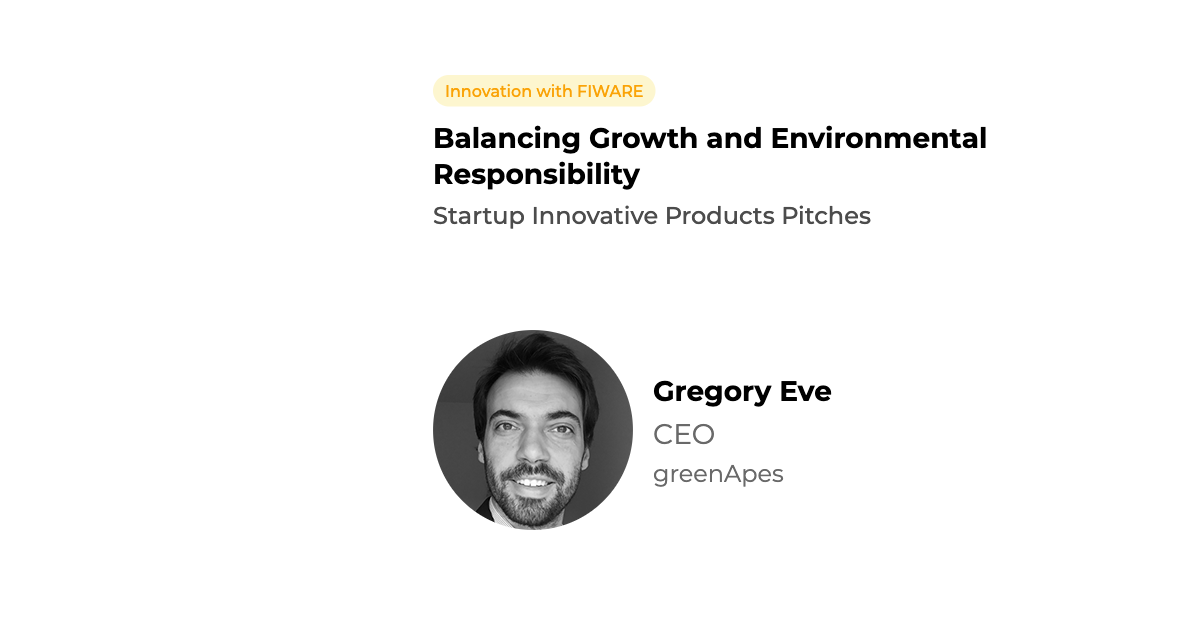 Innovation with FIWARE
Balancing Growth and Environmental
Responsibility
Startup Innovative Products Pitches
Gregory Eve
CEO
greenApes